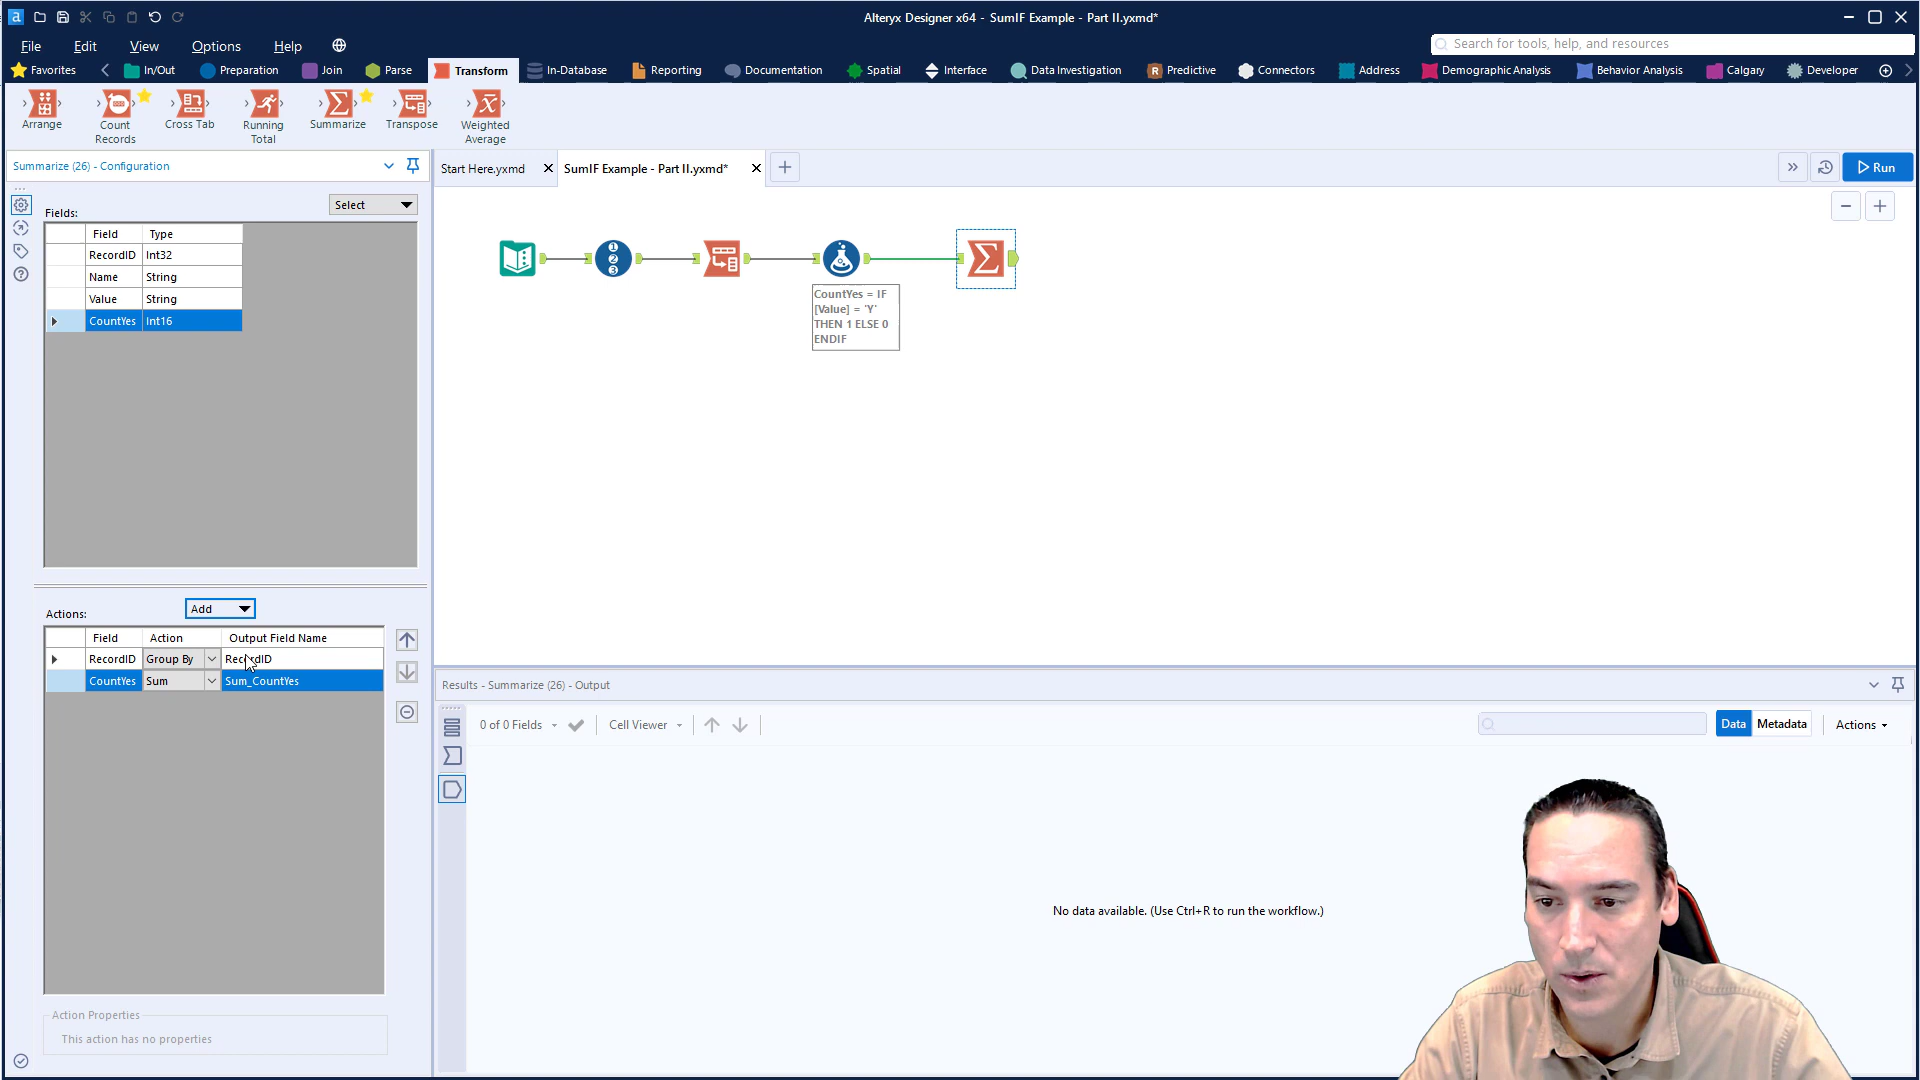 Alteryx Designer x64 - SumIF Example - Part II.yxmd*
File Edit View Options Help
Search for tools, help, and resources
Favorites In/Out Preparation Join Parse Transform In-Database Reporting Documentation Spatial Interface Data Investigation Predictive Connectors Address Demographic Analysis Behavior Analysis Calgary Developer
Arrange
Count
Records
Cross Tab
Running
Total
Summarize
Transpose
Weighted
Average
Summarize (26) - Configuration
Start Here.yxmd
SumIF Example - Part II.yxmd*
Run
Fields:
Select
Field Type
RecordID Int32
Name String
Value String
CountYes Int16
1
2
3
CountYes = IF
[Value] = 'Y'
THEN 1 ELSE 0
ENDIF
Actions:
Add
Field Action Output Field Name
RecordID Group By RecordID
CountYes Sum Sum_CountYes
Action Properties
This action has no properties
Results - Summarize (26) - Output
0 of 0 Fields
Cell Viewer
Data Metadata
Actions
No data available. (Use Ctrl+R to run the workflow.)